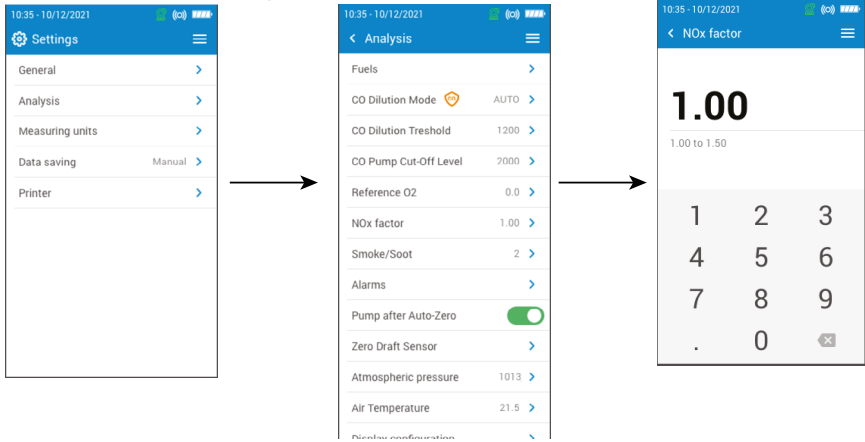 10:35 - 10/12/2021
Settings
General
Analysis
Measuring units
Data saving Manual
Printer
10:35 - 10/12/2021
Analysis
Fuels
CO Dilution Mode CO AUTO
CO Dilution Treshold 1200
CO Pump Cut-Off Level 2000
Reference O2 0.0
NOx factor 1.00
Smoke/Soot 2
Alarms
Pump after Auto-Zero
Zero Draft Sensor
Atmospheric pressure 1013
Air Temperature 21.5
Display configuration
10:35 - 10/12/2021
NOx factor
1.00
1.00 to 1.50
1 2 3
4 5 6
7 8 9
. 0